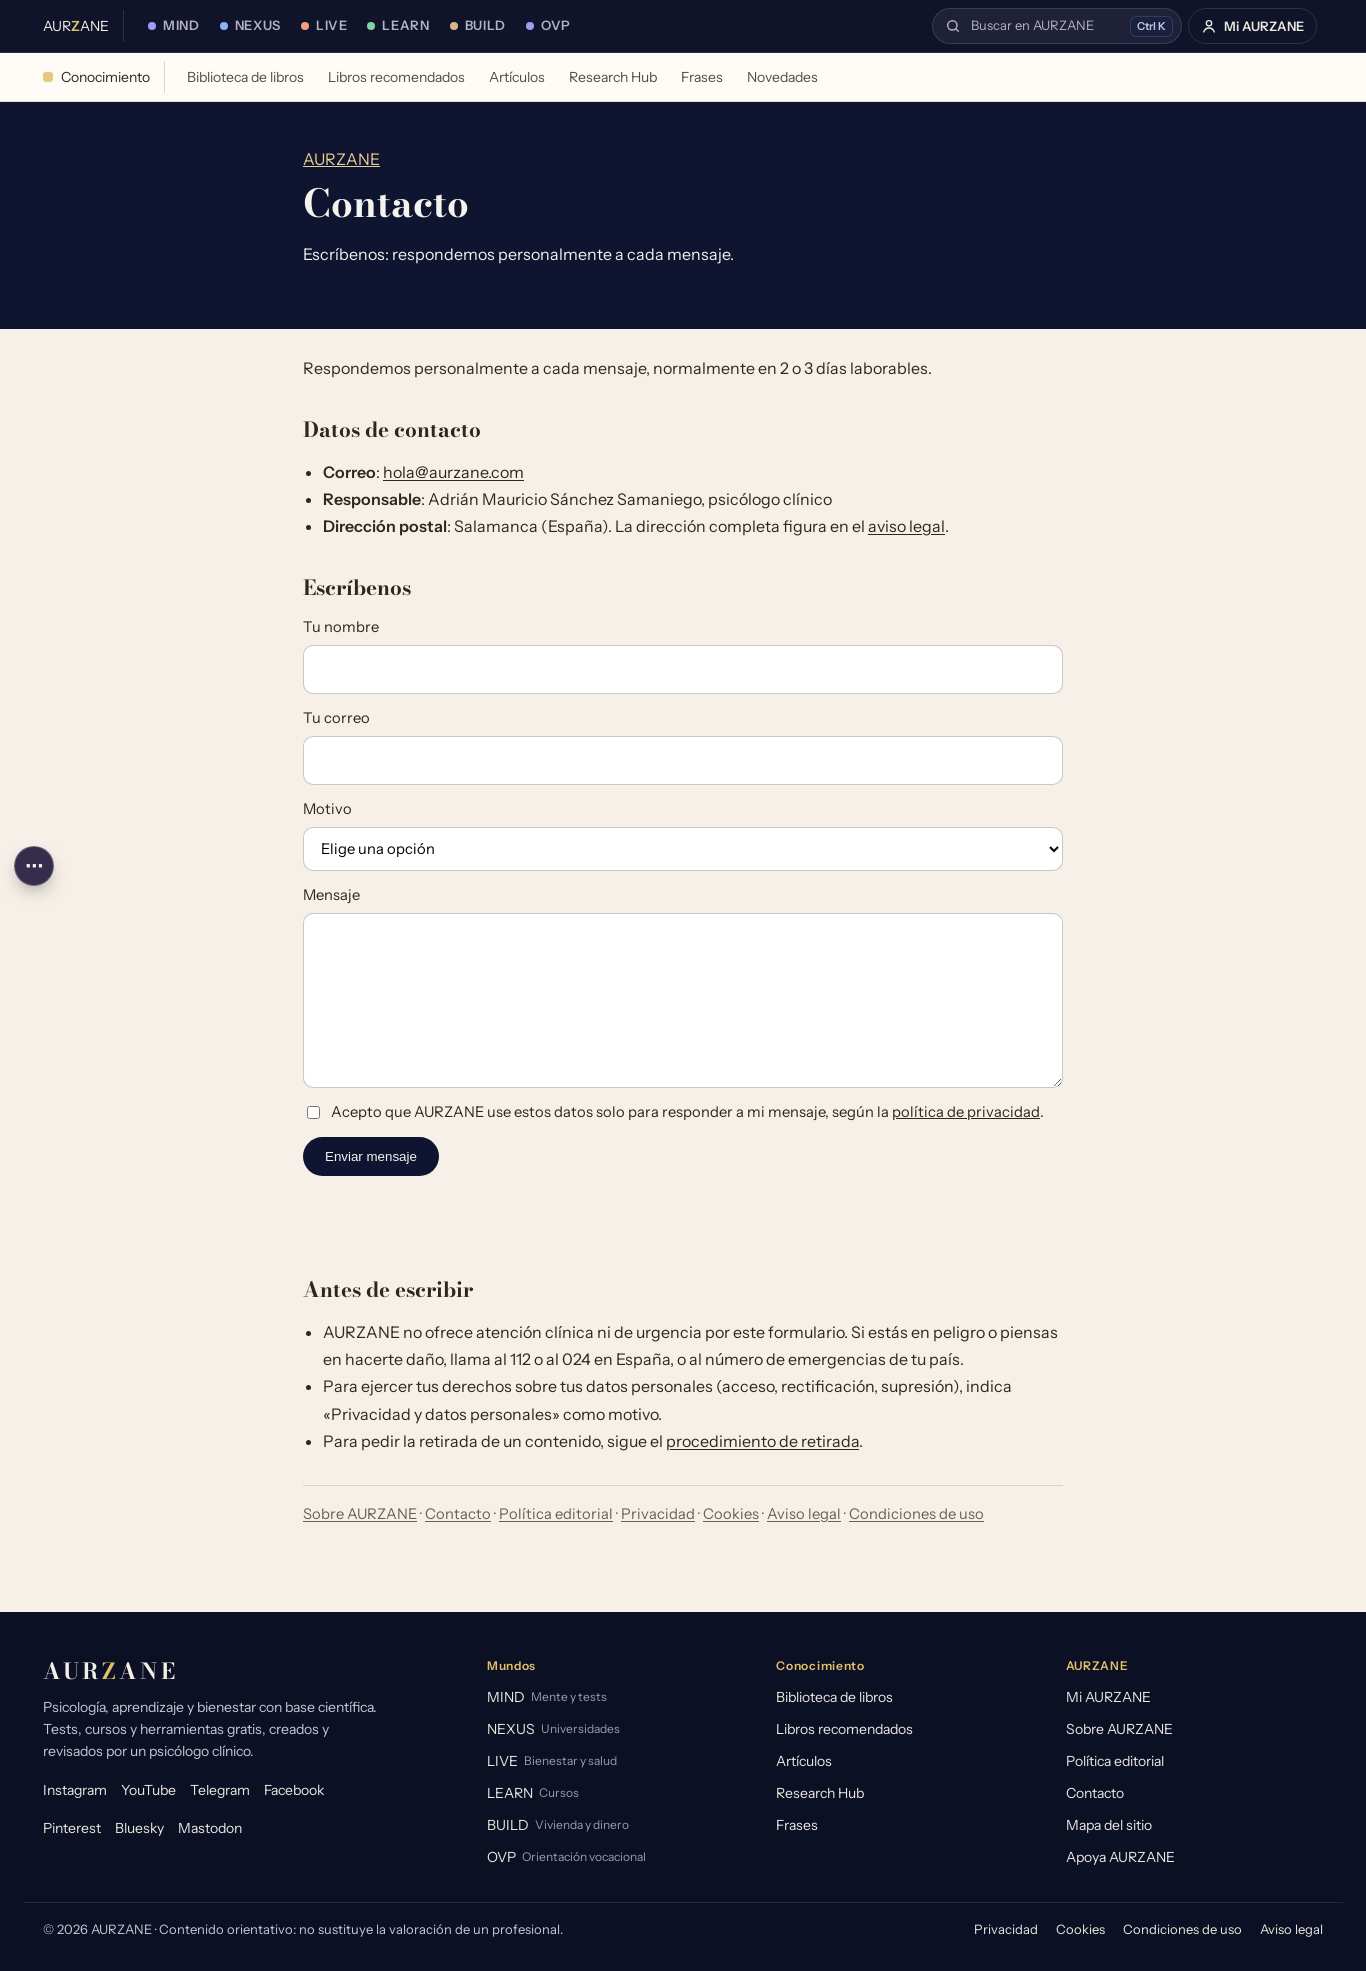 AURZANE
MIND
NEXUS
LIVE
LEARN
BUILD
OVP
Buscar en AURZANE
Ctrl K
Mi AURZANE
Conocimiento
Biblioteca de libros
Libros recomendados
Artículos
Research Hub
Frases
Novedades
AURZANE
Contacto
Escríbenos: respondemos personalmente a cada mensaje.
Respondemos personalmente a cada mensaje, normalmente en 2 o 3 días laborables.
Datos de contacto
Correo: hola@aurzane.com
Responsable: Adrián Mauricio Sánchez Samaniego, psicólogo clínico
Dirección postal: Salamanca (España). La dirección completa figura en el aviso legal.
Escríbenos
Tu nombre
Tu correo
Motivo
Elige una opción
Mensaje
Acepto que AURZANE use estos datos solo para responder a mi mensaje, según la política de privacidad.
Enviar mensaje
Antes de escribir
AURZANE no ofrece atención clínica ni de urgencia por este formulario. Si estás en peligro o piensas
en hacerte daño, llama al 112 o al 024 en España, o al número de emergencias de tu país.
Para ejercer tus derechos sobre tus datos personales (acceso, rectificación, supresión), indica
«Privacidad y datos personales» como motivo.
Para pedir la retirada de un contenido, sigue el procedimiento de retirada.
Sobre AURZANE · Contacto · Política editorial · Privacidad · Cookies · Aviso legal · Condiciones de uso
AURZANE
Psicología, aprendizaje y bienestar con base científica.
Tests, cursos y herramientas gratis, creados y
revisados por un psicólogo clínico.
Instagram YouTube Telegram Facebook
Pinterest Bluesky Mastodon
Mundos
MIND Mente y tests
NEXUS Universidades
LIVE Bienestar y salud
LEARN Cursos
BUILD Vivienda y dinero
OVP Orientación vocacional
Conocimiento
Biblioteca de libros
Libros recomendados
Artículos
Research Hub
Frases
AURZANE
Mi AURZANE
Sobre AURZANE
Política editorial
Contacto
Mapa del sitio
Apoya AURZANE
© 2026 AURZANE · Contenido orientativo: no sustituye la valoración de un profesional.
Privacidad Cookies Condiciones de uso Aviso legal